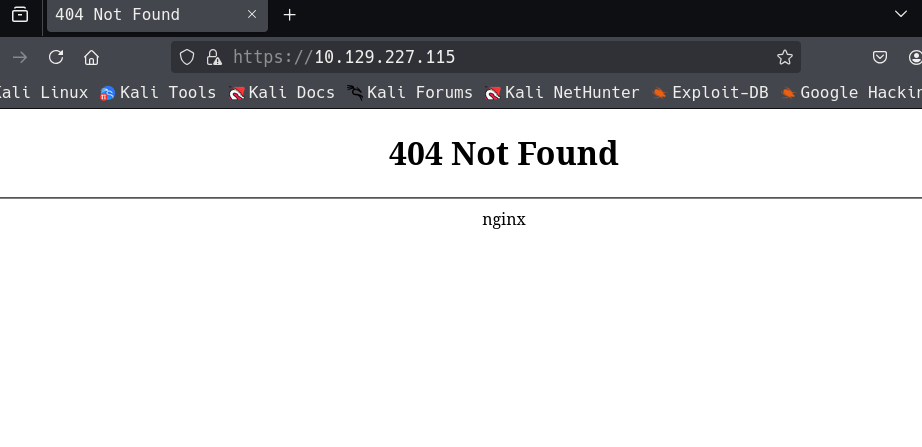 404 Not Found
https://10.129.227.115
Kali Linux Kali Tools Kali Docs Kali Forums Kali NetHunter Exploit-DB Google Hackin
404 Not Found
nginx